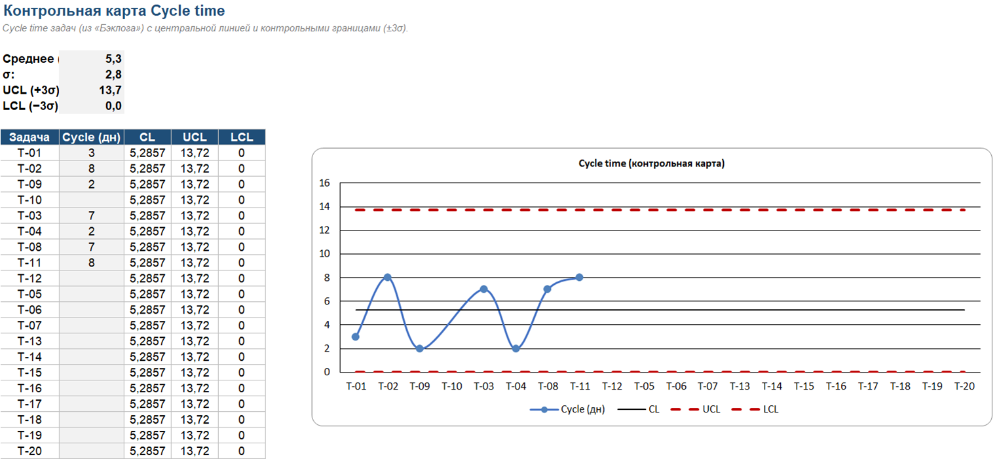 Контрольная карта Cycle time
Cycle time задач (из «Бэклога») с центральной линией и контрольными границами (±3σ).
Среднее ( 5,3
σ: 2,8
UCL (+3σ) 13,7
LCL (−3σ) 0,0
Задача Cycle (дн) CL UCL LCL
T-01 3 5,2857 13,72 0
T-02 8 5,2857 13,72 0
T-09 2 5,2857 13,72 0
T-10 5,2857 13,72 0
T-03 7 5,2857 13,72 0
T-04 2 5,2857 13,72 0
T-08 7 5,2857 13,72 0
T-11 8 5,2857 13,72 0
T-12 5,2857 13,72 0
T-05 5,2857 13,72 0
T-06 5,2857 13,72 0
T-07 5,2857 13,72 0
T-13 5,2857 13,72 0
T-14 5,2857 13,72 0
T-15 5,2857 13,72 0
T-16 5,2857 13,72 0
T-17 5,2857 13,72 0
T-18 5,2857 13,72 0
T-19 5,2857 13,72 0
T-20 5,2857 13,72 0
Cycle time (контрольная карта)
16
14
12
10
8
6
4
2
0
T-01 T-02 T-09 T-10 T-03 T-04 T-08 T-11 T-12 T-05 T-06 T-07 T-13 T-14 T-15 T-16 T-17 T-18 T-19 T-20
Cycle (дн) CL UCL LCL